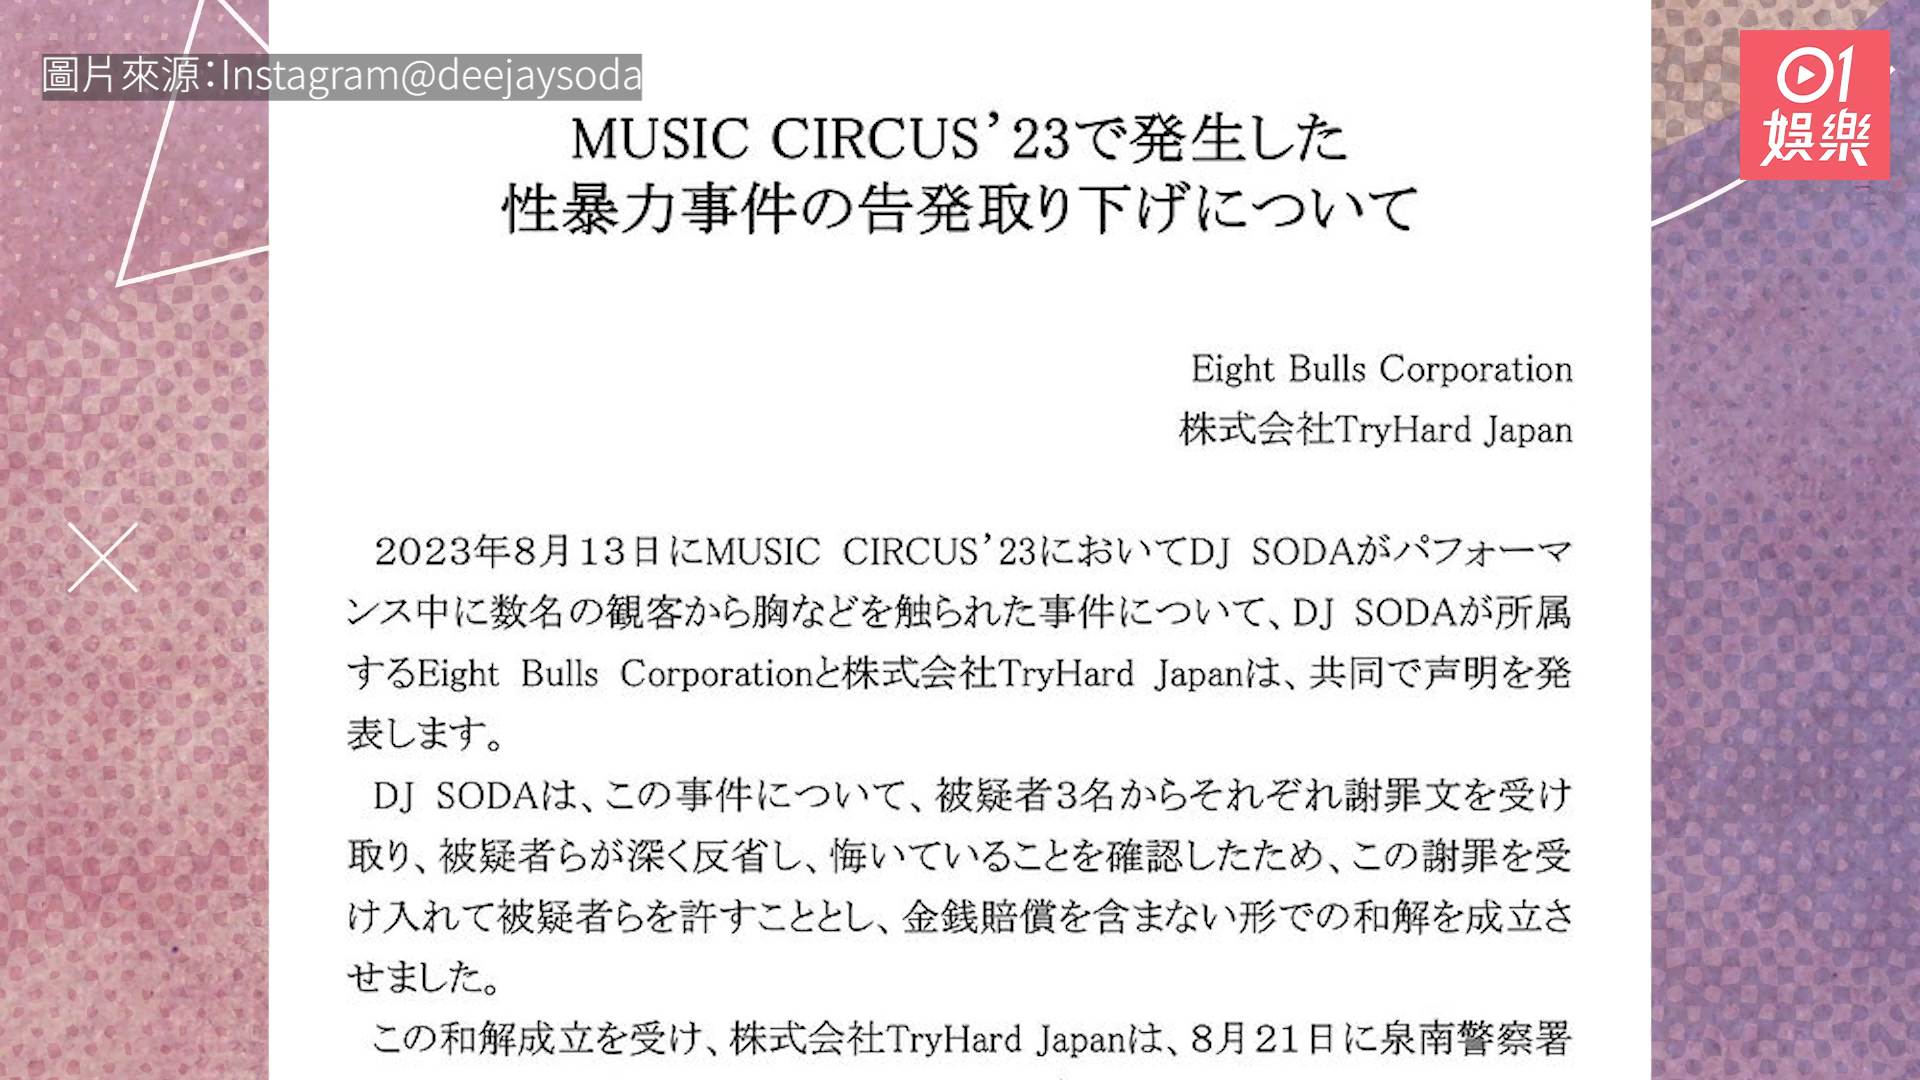 圖片來源：Instagram@deejaysoda
01
娛樂
MUSIC CIRCUS’23で発生した
性暴力事件の告発取り下げについて
Eight Bulls Corporation
株式会社TryHard Japan
2023年8月13日にMUSIC CIRCUS’23においてDJ SODAがパフォーマ
ンス中に数名の観客から胸などを触られた事件について、DJ SODAが所属
するEight Bulls Corporationと株式会社TryHard Japanは、共同で声明を発
表します。
DJ SODAは、この事件について、被疑者3名からそれぞれ謝罪文を受け
取り、被疑者らが深く反省し、悔いていることを確認したため、この謝罪を受
け入れて被疑者らを許すこととし、金銭賠償を含まない形での和解を成立さ
せました。
この和解成立を受け、株式会社TryHard Japanは、8月21日に泉南警察署